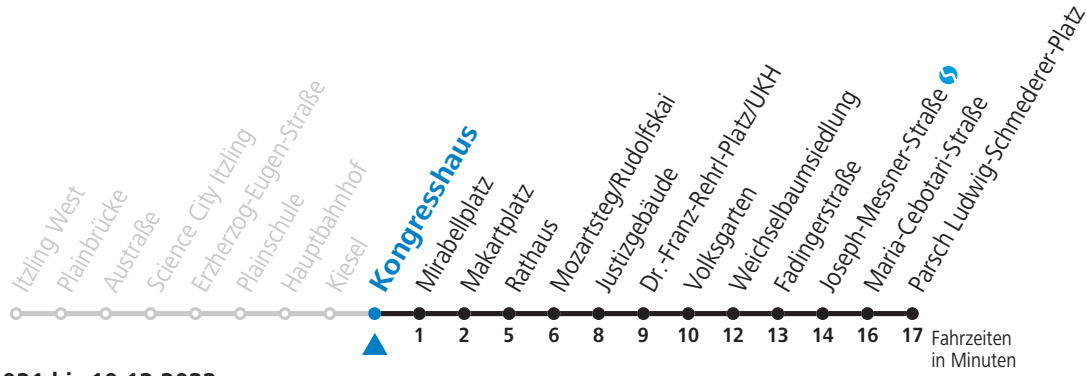 Itzling West
Plainbrücke
Austraße
Science City Itzling
Erzherzog-Eugen-Straße
Plainschule
Hauptbahnhof
Kiesel
Kongresshaus
Mirabellplatz
Makartplatz
Rathaus
Mozartsteg/Rudolfskai
Justizgebäude
Dr.-Franz-Rehrl-Platz/UKH
Volksgarten
Weichselbaumsiedlung
Fadingerstraße
Joseph-Messner-Straße
Maria-Cebotari-Straße
Parsch Ludwig-Schmederer-Platz
1 2 5 6 8 9 10 12 13 14 16 17
Fahrzeiten
in Minuten